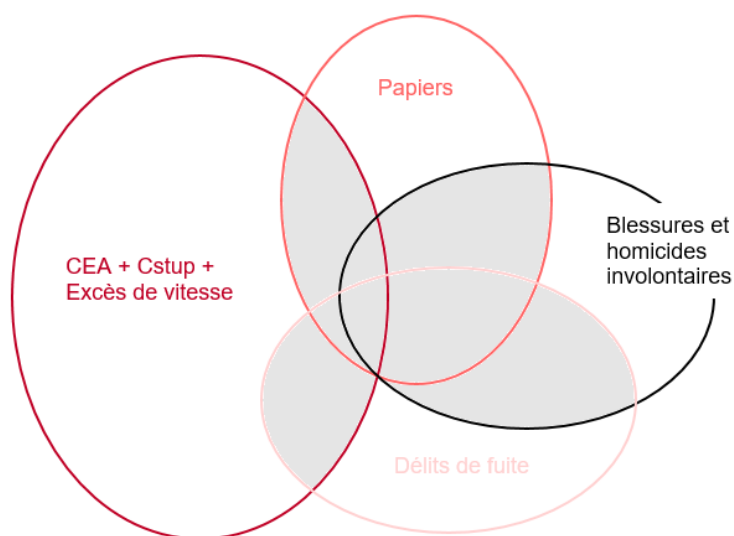 Papiers
CEA + Cstup +
Excès de vitesse
Blessures et
homicides
involontaires
Délits de fuite